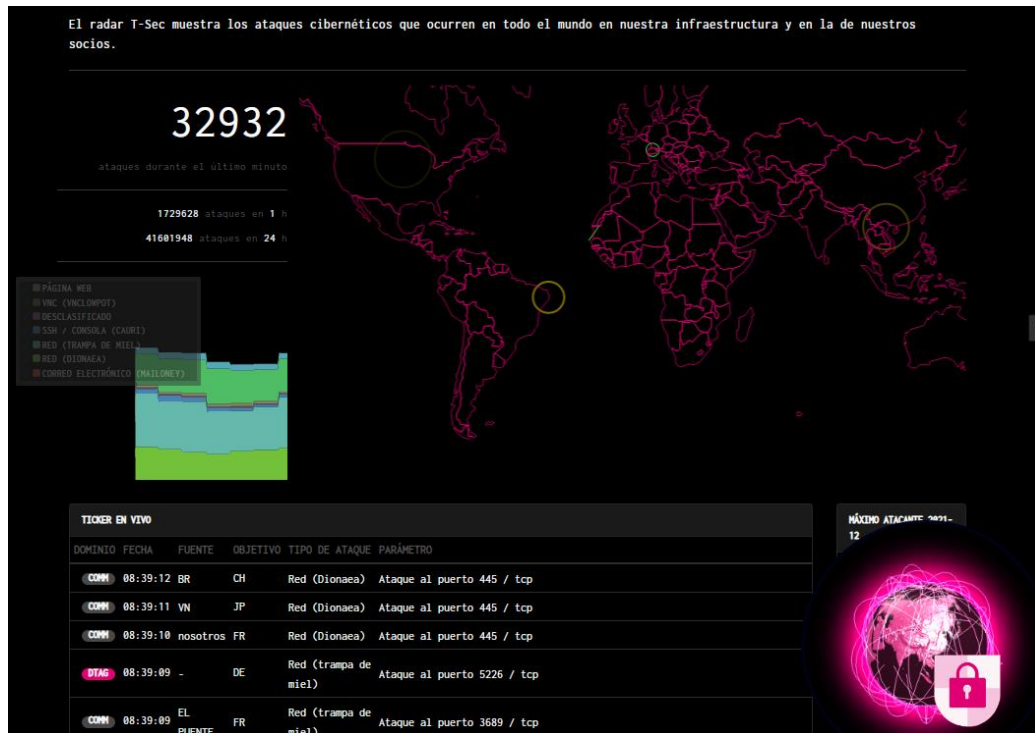 El radar T-Sec muestra los ataques cibernéticos que ocurren en todo el mundo en nuestra infraestructura y en la de nuestros
socios.
32932
ataques durante el último minuto
1729628 ataques en 1 h
41601948 ataques en 24 h
PÁGINA WEB
VNC (VNCLOWPOT)
DESCLASIFICADO
SSH / CONSOLA (CAURI)
RED (TRAMPA DE MIEL)
RED (DIONAEA)
CORREO ELECTRÓNICO (MAILONEY)
TICKER EN VIVO
DOMINIO FECHA FUENTE OBJETIVO TIPO DE ATAQUE PARÁMETRO
COMM 08:39:12 BR CH Red (Dionaea) Ataque al puerto 445 / tcp
COMM 08:39:11 VN JP Red (Dionaea) Ataque al puerto 445 / tcp
COMM 08:39:10 nosotros FR Red (Dionaea) Ataque al puerto 445 / tcp
DTAG 08:39:09 - DE Red (trampa de
miel) Ataque al puerto 5226 / tcp
COMM 08:39:09 EL
PUENTE FR Red (trampa de
miel) Ataque al puerto 3689 / tcp
MÁXIMO ATACANTE 2021-
12